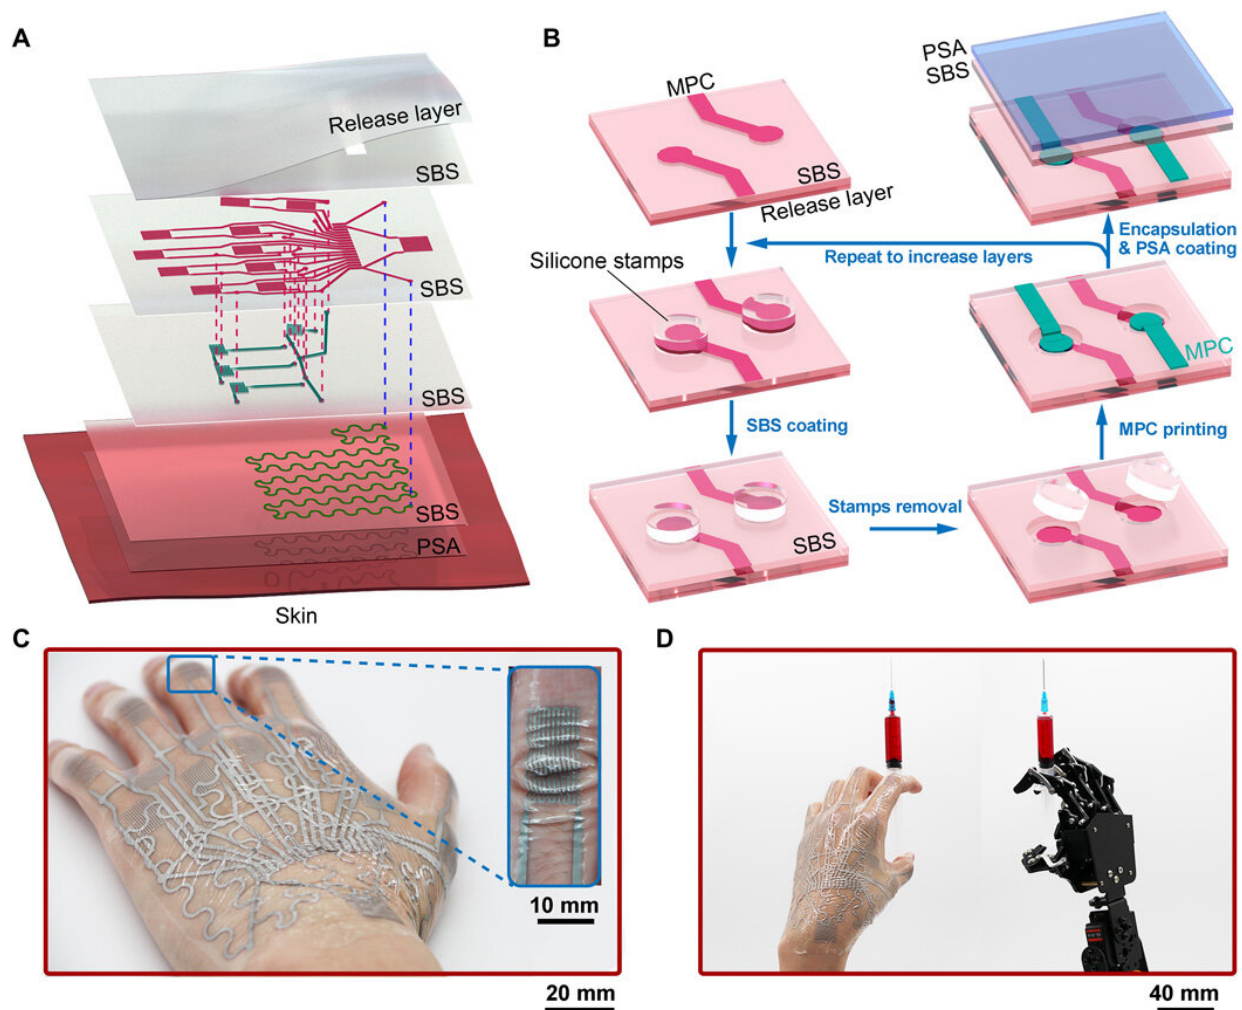 A
Release layer
SBS
SBS
SBS
SBS
PSA
Skin
B
MPC
SBS
Release layer
Silicone stamps
SBS coating
SBS
Stamps removal
MPC printing
MPC
Repeat to increase layers
Encapsulation
& PSA coating
PSA
SBS
C
10 mm
20 mm
D
40 mm